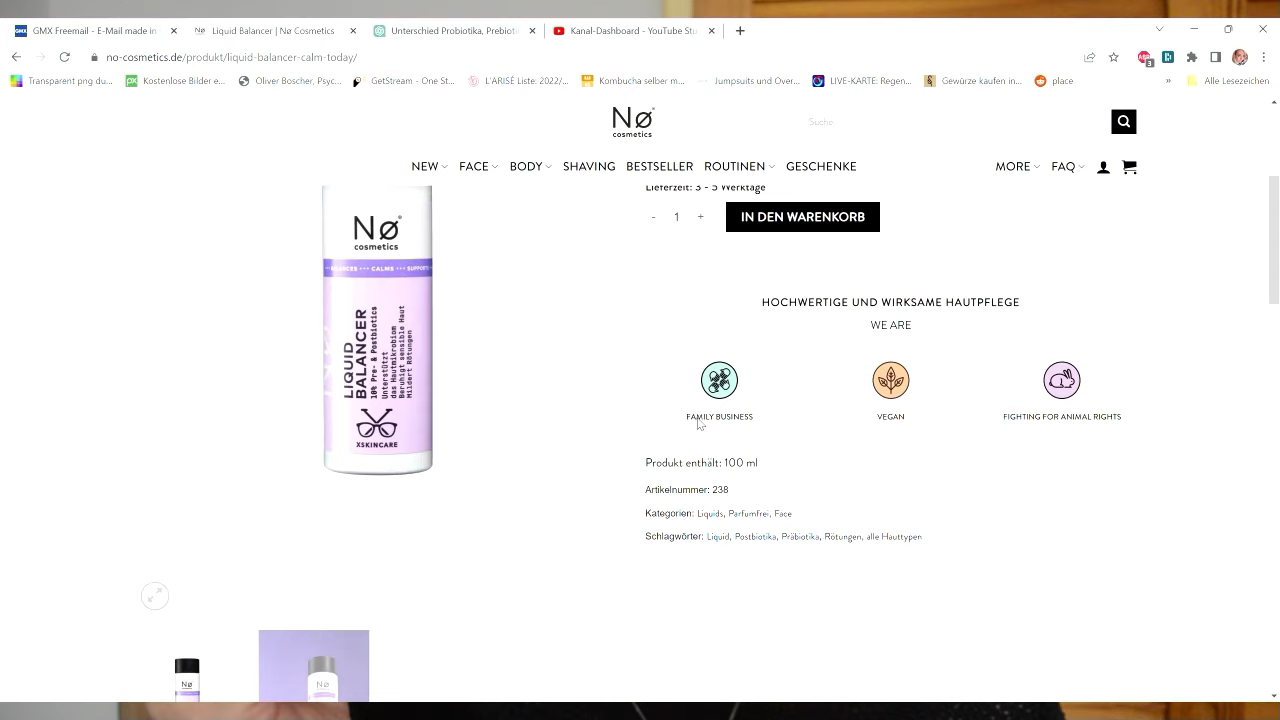 GMX Freemail - E-Mail made in
Liquid Balancer | Nø Cosmetics
Unterschied Probiotika, Prebioti
Kanal-Dashboard - YouTube Stu
no-cosmetics.de/produkt/liquid-balancer-calm-today/
Transparent png du...
Kostenlose Bilder e...
Oliver Boscher, Psyc...
GetStream - One St...
L'ARISÉ Liste: 2022/...
Kombucha selber m...
Jumpsuits und Over...
LIVE-KARTE: Regen...
Gewürze kaufen in...
place
»
Alle Lesezeichen
Nø
cosmetics
Suche
NEW FACE BODY SHAVING BESTSELLER ROUTINEN GESCHENKE MORE FAQ
Lieferzeit: 3 - 5 Werktage
- 1 + IN DEN WARENKORB
Nø
cosmetics
BALANCES ••• CALMS ••• SUPPORTS
LIQUID
BALANCER
10% Pre- & Postbiotics
Unterstützt
das Hautmikrobiom
Beruhigt sensible Haut
Mildert Rötungen
XSKINCARE
HOCHWERTIGE UND WIRKSAME HAUTPFLEGE
WE ARE
FAMILY BUSINESS
VEGAN
FIGHTING FOR ANIMAL RIGHTS
Produkt enthält: 100 ml
Artikelnummer: 238
Kategorien: Liquids, Parfumfrei, Face
Schlagwörter: Liquid, Postbiotika, Präbiotika, Rötungen, alle Hauttypen
Nø
Nø